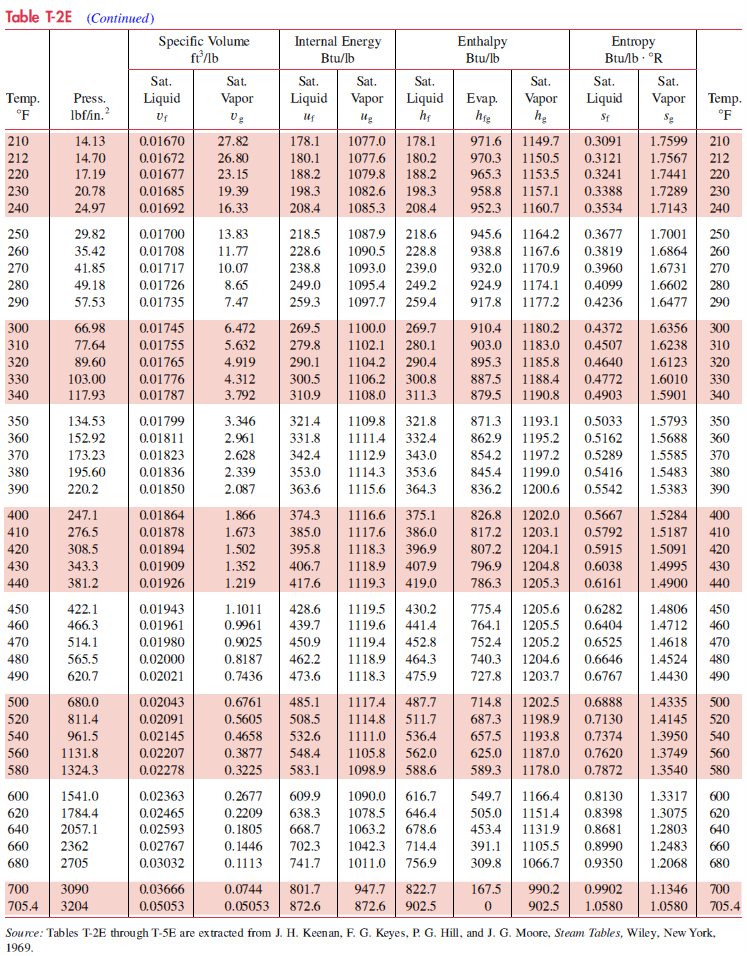 Table T-2E (Continued)
Specific Volume Internal Energy Enthalpy Entropy
ft³/lb Btu/lb Btu/lb Btu/lb · °R
Sat. Sat. Sat. Sat. Sat. Sat. Sat. Sat.
Temp. Press. Liquid Vapor Liquid Vapor Liquid Evap. Vapor Liquid Vapor Temp.
°F lbf/in.² vf vg uf ug hf hfg hg sf sg °F
210 14.13 0.01670 27.82 178.1 1077.0 178.1 971.6 1149.7 0.3091 1.7599 210
212 14.70 0.01672 26.80 180.1 1077.6 180.2 970.3 1150.5 0.3121 1.7567 212
220 17.19 0.01677 23.15 188.2 1079.8 188.2 965.3 1153.5 0.3241 1.7441 220
230 20.78 0.01685 19.39 198.3 1082.6 198.3 958.8 1157.1 0.3388 1.7289 230
240 24.97 0.01692 16.33 208.4 1085.3 208.4 952.3 1160.7 0.3534 1.7143 240
250 29.82 0.01700 13.83 218.5 1087.9 218.6 945.6 1164.2 0.3677 1.7001 250
260 35.42 0.01708 11.77 228.6 1090.5 228.8 938.8 1167.6 0.3819 1.6864 260
270 41.85 0.01717 10.07 238.8 1093.0 239.0 932.0 1170.9 0.3960 1.6731 270
280 49.18 0.01726 8.65 249.0 1095.4 249.2 924.9 1174.1 0.4099 1.6602 280
290 57.53 0.01735 7.47 259.3 1097.7 259.4 917.8 1177.2 0.4236 1.6477 290
300 66.98 0.01745 6.472 269.5 1100.0 269.7 910.4 1180.2 0.4372 1.6356 300
310 77.64 0.01755 5.632 279.8 1102.1 280.1 903.0 1183.0 0.4507 1.6238 310
320 89.60 0.01765 4.919 290.1 1104.2 290.4 895.3 1185.8 0.4640 1.6123 320
330 103.00 0.01776 4.312 300.5 1106.2 300.8 887.5 1188.4 0.4772 1.6010 330
340 117.93 0.01787 3.792 310.9 1108.0 311.3 879.5 1190.8 0.4903 1.5901 340
350 134.53 0.01799 3.346 321.4 1109.8 321.8 871.3 1193.1 0.5033 1.5793 350
360 152.92 0.01811 2.961 331.8 1111.4 332.4 862.9 1195.2 0.5162 1.5688 360
370 173.23 0.01823 2.628 342.4 1112.9 343.0 854.2 1197.2 0.5289 1.5585 370
380 195.60 0.01836 2.339 353.0 1114.3 353.6 845.4 1199.0 0.5416 1.5483 380
390 220.2 0.01850 2.087 363.6 1115.6 364.3 836.2 1200.6 0.5542 1.5383 390
400 247.1 0.01864 1.866 374.3 1116.6 375.1 826.8 1202.0 0.5667 1.5284 400
410 276.5 0.01878 1.673 385.0 1117.6 386.0 817.2 1203.1 0.5792 1.5187 410
420 308.5 0.01894 1.502 395.8 1118.3 396.9 807.2 1204.1 0.5915 1.5091 420
430 343.3 0.01909 1.352 406.7 1118.9 407.9 796.9 1204.8 0.6038 1.4995 430
440 381.2 0.01926 1.219 417.6 1119.3 419.0 786.3 1205.3 0.6161 1.4900 440
450 422.1 0.01943 1.1011 428.6 1119.5 430.2 775.4 1205.6 0.6282 1.4806 450
460 466.3 0.01961 0.9961 439.7 1119.6 441.4 764.1 1205.5 0.6404 1.4712 460
470 514.1 0.01980 0.9025 450.9 1119.4 452.8 752.4 1205.2 0.6525 1.4618 470
480 565.5 0.02000 0.8187 462.2 1118.9 464.3 740.3 1204.6 0.6646 1.4524 480
490 620.7 0.02021 0.7436 473.6 1118.3 475.9 727.8 1203.7 0.6767 1.4430 490
500 680.0 0.02043 0.6761 485.1 1117.4 487.7 714.8 1202.5 0.6888 1.4335 500
520 811.4 0.02091 0.5605 508.5 1114.8 511.7 687.3 1198.9 0.7130 1.4145 520
540 961.5 0.02145 0.4658 532.6 1111.0 536.4 657.5 1193.8 0.7374 1.3950 540
560 1131.8 0.02207 0.3877 548.4 1105.8 562.0 625.0 1187.0 0.7620 1.3749 560
580 1324.3 0.02278 0.3225 583.1 1098.9 588.6 589.3 1178.0 0.7872 1.3540 580
600 1541.0 0.02363 0.2677 609.9 1090.0 616.7 549.7 1166.4 0.8130 1.3317 600
620 1784.4 0.02465 0.2209 638.3 1078.5 646.4 505.0 1151.4 0.8398 1.3075 620
640 2057.1 0.02593 0.1805 668.7 1063.2 678.6 453.4 1131.9 0.8681 1.2803 640
660 2362 0.02767 0.1446 702.3 1042.3 714.4 391.1 1105.5 0.8990 1.2483 660
680 2705 0.03032 0.1113 741.7 1011.0 756.9 309.8 1066.7 0.9350 1.2068 680
700 3090 0.03666 0.0744 801.7 947.7 822.7 167.5 990.2 0.9902 1.1346 700
705.4 3204 0.05053 0.05053 872.6 872.6 902.5 0 902.5 1.0580 1.0580 705.4
Source: Tables T-2E through T-5E are extracted from J. H. Keenan, F. G. Keyes, P. G. Hill, and J. G. Moore, Steam Tables, Wiley, New York,
1969.